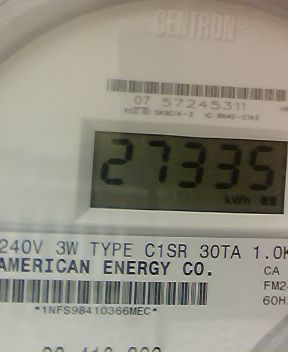 CENTRON®
07 57245311
27335
kWh
240V 3W TYPE C1SR 30TA 1.0K
AMERICAN ENERGY CO.
CA
FM2
60H
*1NFS98410366MEC*